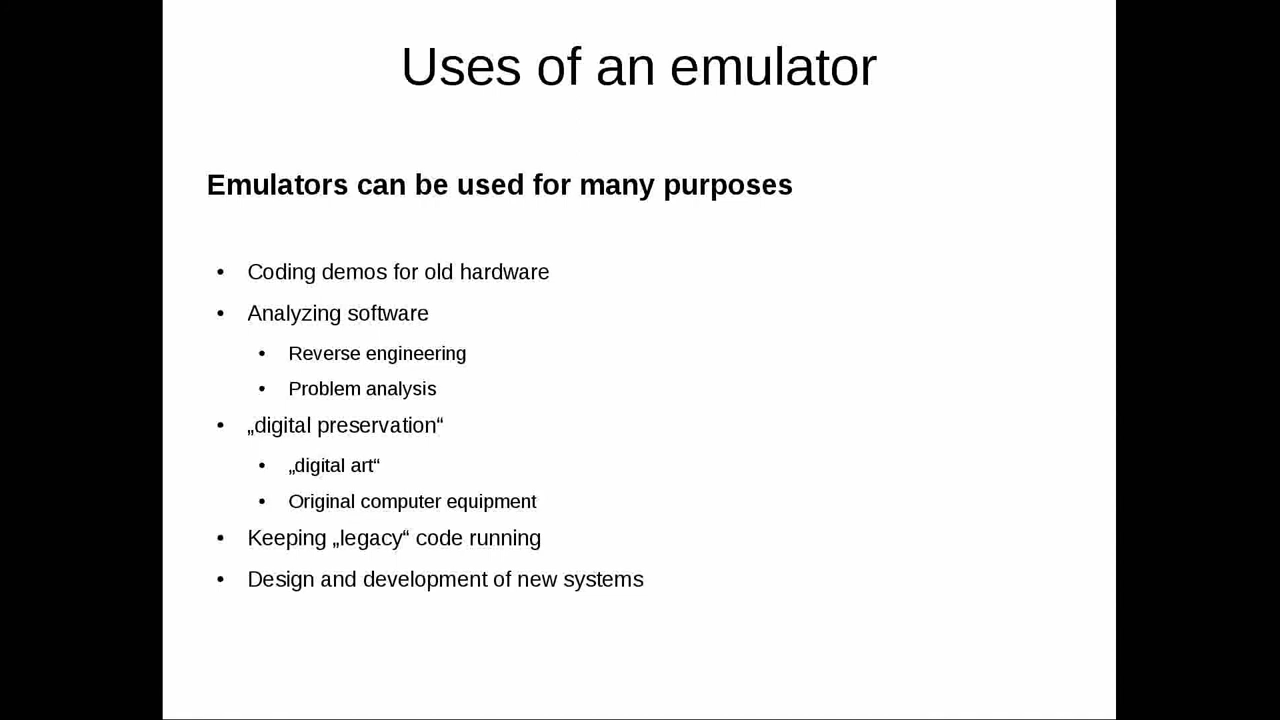 Uses of an emulator
Emulators can be used for many purposes
• Coding demos for old hardware
• Analyzing software
• Reverse engineering
• Problem analysis
• „digital preservation“
• „digital art“
• Original computer equipment
• Keeping „legacy“ code running
• Design and development of new systems